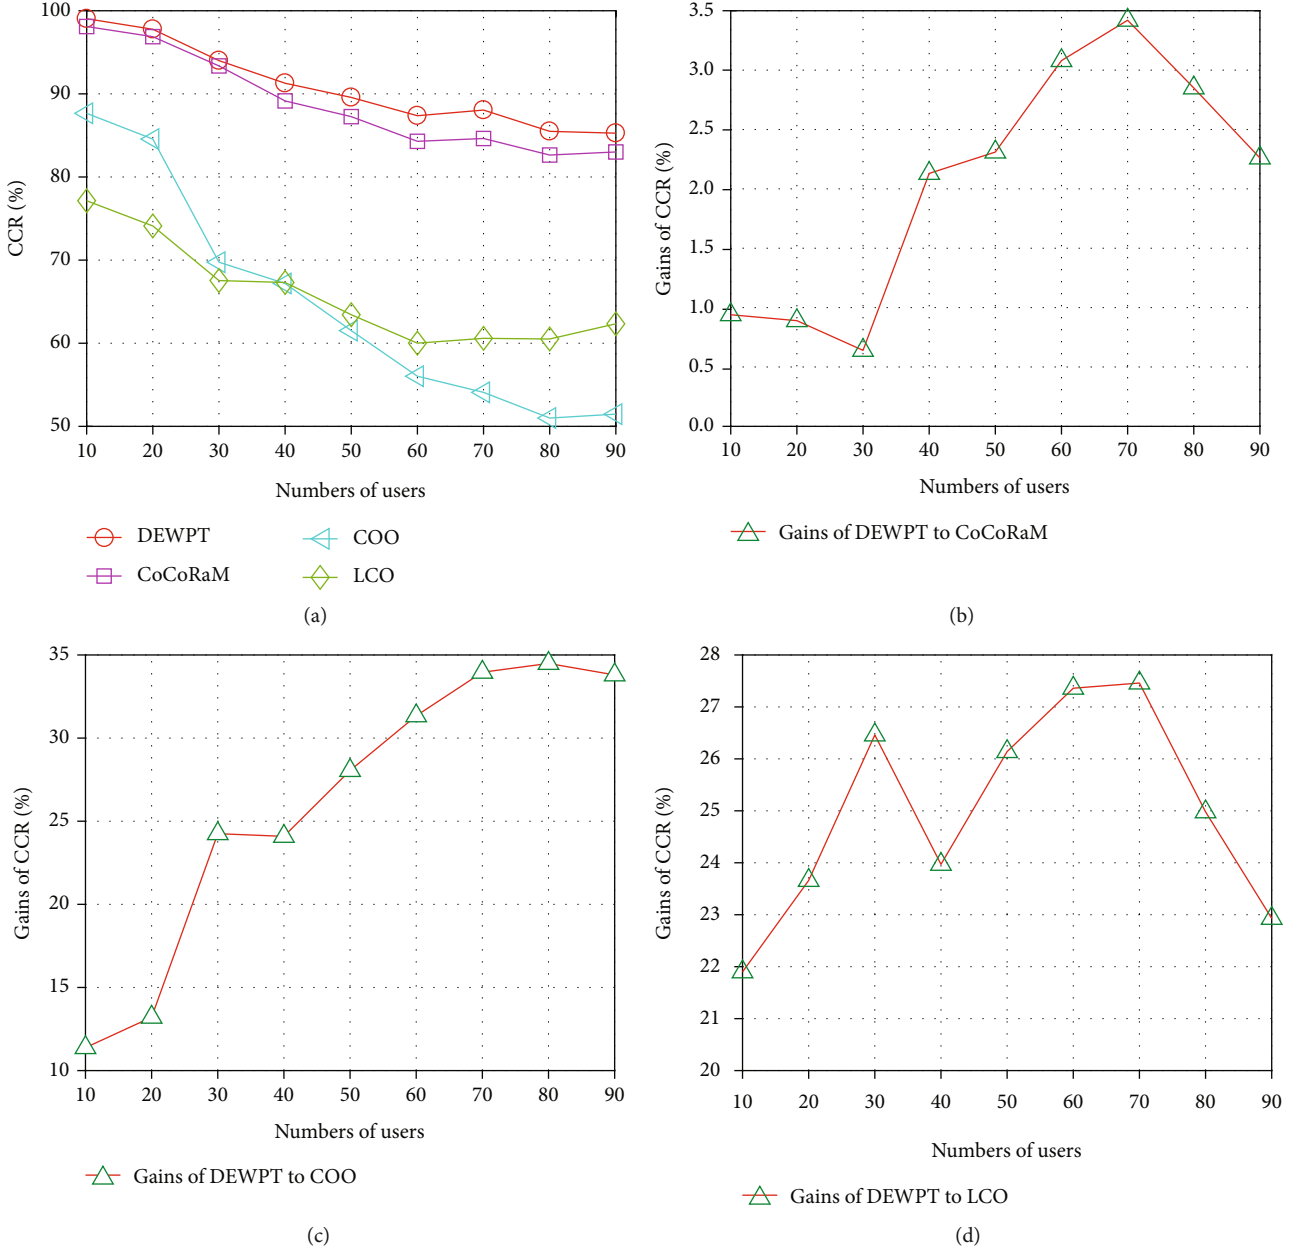 100
90
80
70
60
50
CCR (%)
10 20 30 40 50 60 70 80 90
Numbers of users
DEWPT COO
CoCoRaM LCO
(a)
3.5
3.0
2.5
2.0
1.5
1.0
0.5
0.0
Gains of CCR (%)
10 20 30 40 50 60 70 80 90
Numbers of users
Gains of DEWPT to CoCoRaM
(b)
35
30
25
20
15
10
Gains of CCR (%)
10 20 30 40 50 60 70 80 90
Numbers of users
Gains of DEWPT to COO
(c)
28
27
26
25
24
23
22
21
20
Gains of CCR (%)
10 20 30 40 50 60 70 80 90
Numbers of users
Gains of DEWPT to LCO
(d)